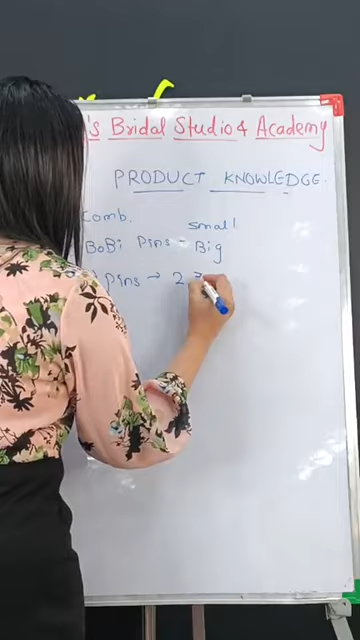 's Bridal Studio & Academy
PRODUCT KNOWLEDGE.
Comb.
small
BoBi Pins - Big
Pins → 2